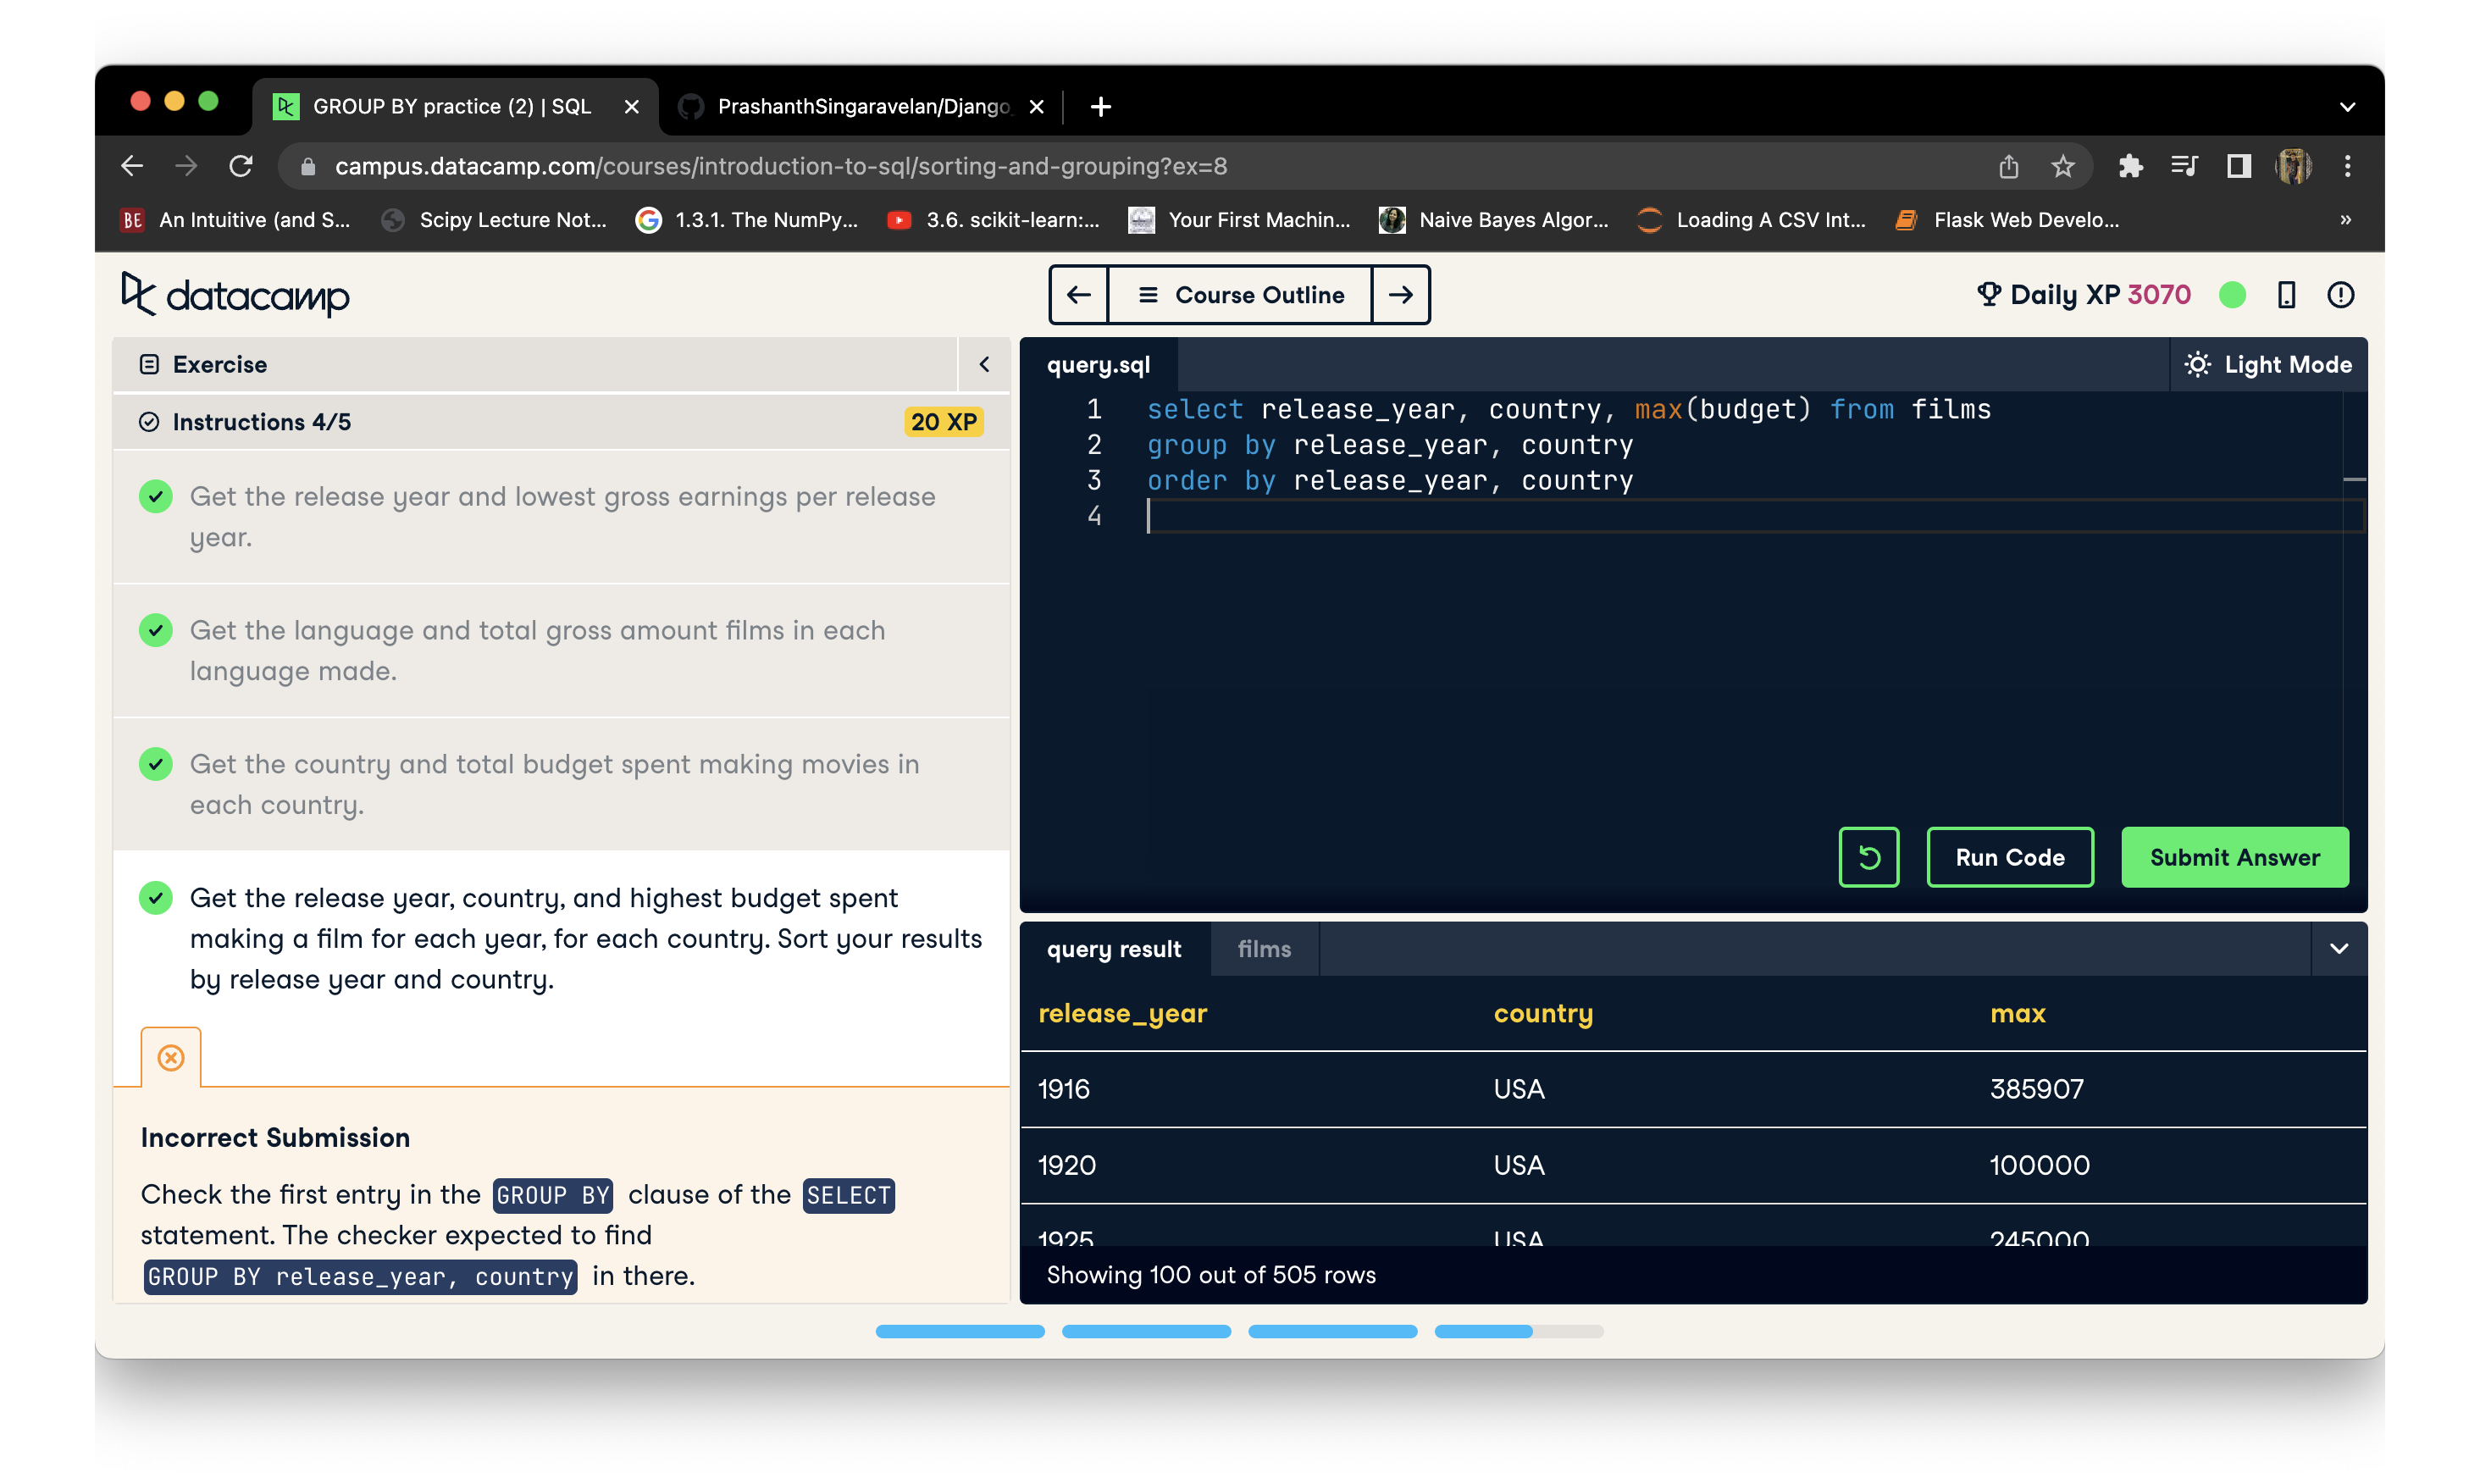 GROUP BY practice (2) | SQL
PrashanthSingaravelan/Django_
campus.datacamp.com/courses/introduction-to-sql/sorting-and-grouping?ex=8
BE An Intuitive (and S...
Scipy Lecture Not...
1.3.1. The NumPy...
3.6. scikit-learn:...
Your First Machin...
Naive Bayes Algor...
Loading A CSV Int...
Flask Web Develo...
»
datacamp
Course Outline
Daily XP 3070
Exercise
Instructions 4/5
20 XP
Get the release year and lowest gross earnings per release
year.
Get the language and total gross amount films in each
language made.
Get the country and total budget spent making movies in
each country.
Get the release year, country, and highest budget spent
making a film for each year, for each country. Sort your results
by release year and country.
Incorrect Submission
Check the first entry in the GROUP BY clause of the SELECT
statement. The checker expected to find
GROUP BY release_year, country in there.
query.sql
Light Mode
1 select release_year, country, max(budget) from films
2 group by release_year, country
3 order by release_year, country
4
Run Code
Submit Answer
query result
films
release_year country max
1916 USA 385907
1920 USA 100000
1925 USA 245000
Showing 100 out of 505 rows